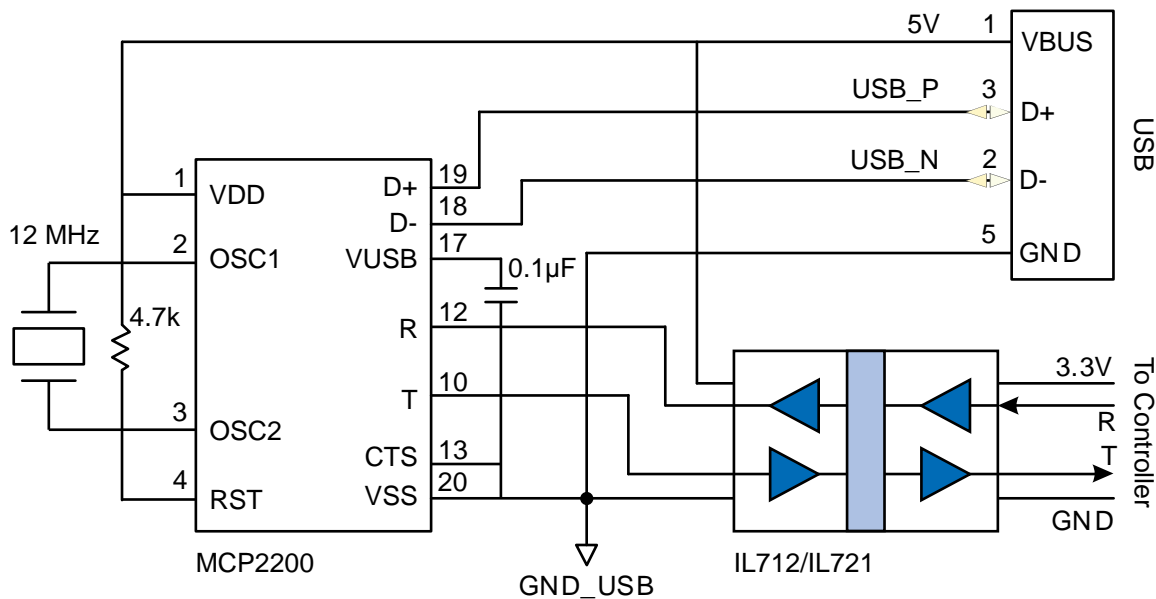 5V
1
VBUS
USB_P
3
D+
USB_N
2
D-
5
GND
USB
1
VDD
12 MHz
2
OSC1
4.7k
3
OSC2
4
RST
19
D+
18
D-
17
VUSB
0.1µF
12
R
10
T
13
CTS
20
VSS
MCP2200
GND_USB
IL712/IL721
3.3V
R
T
GND
To Controller